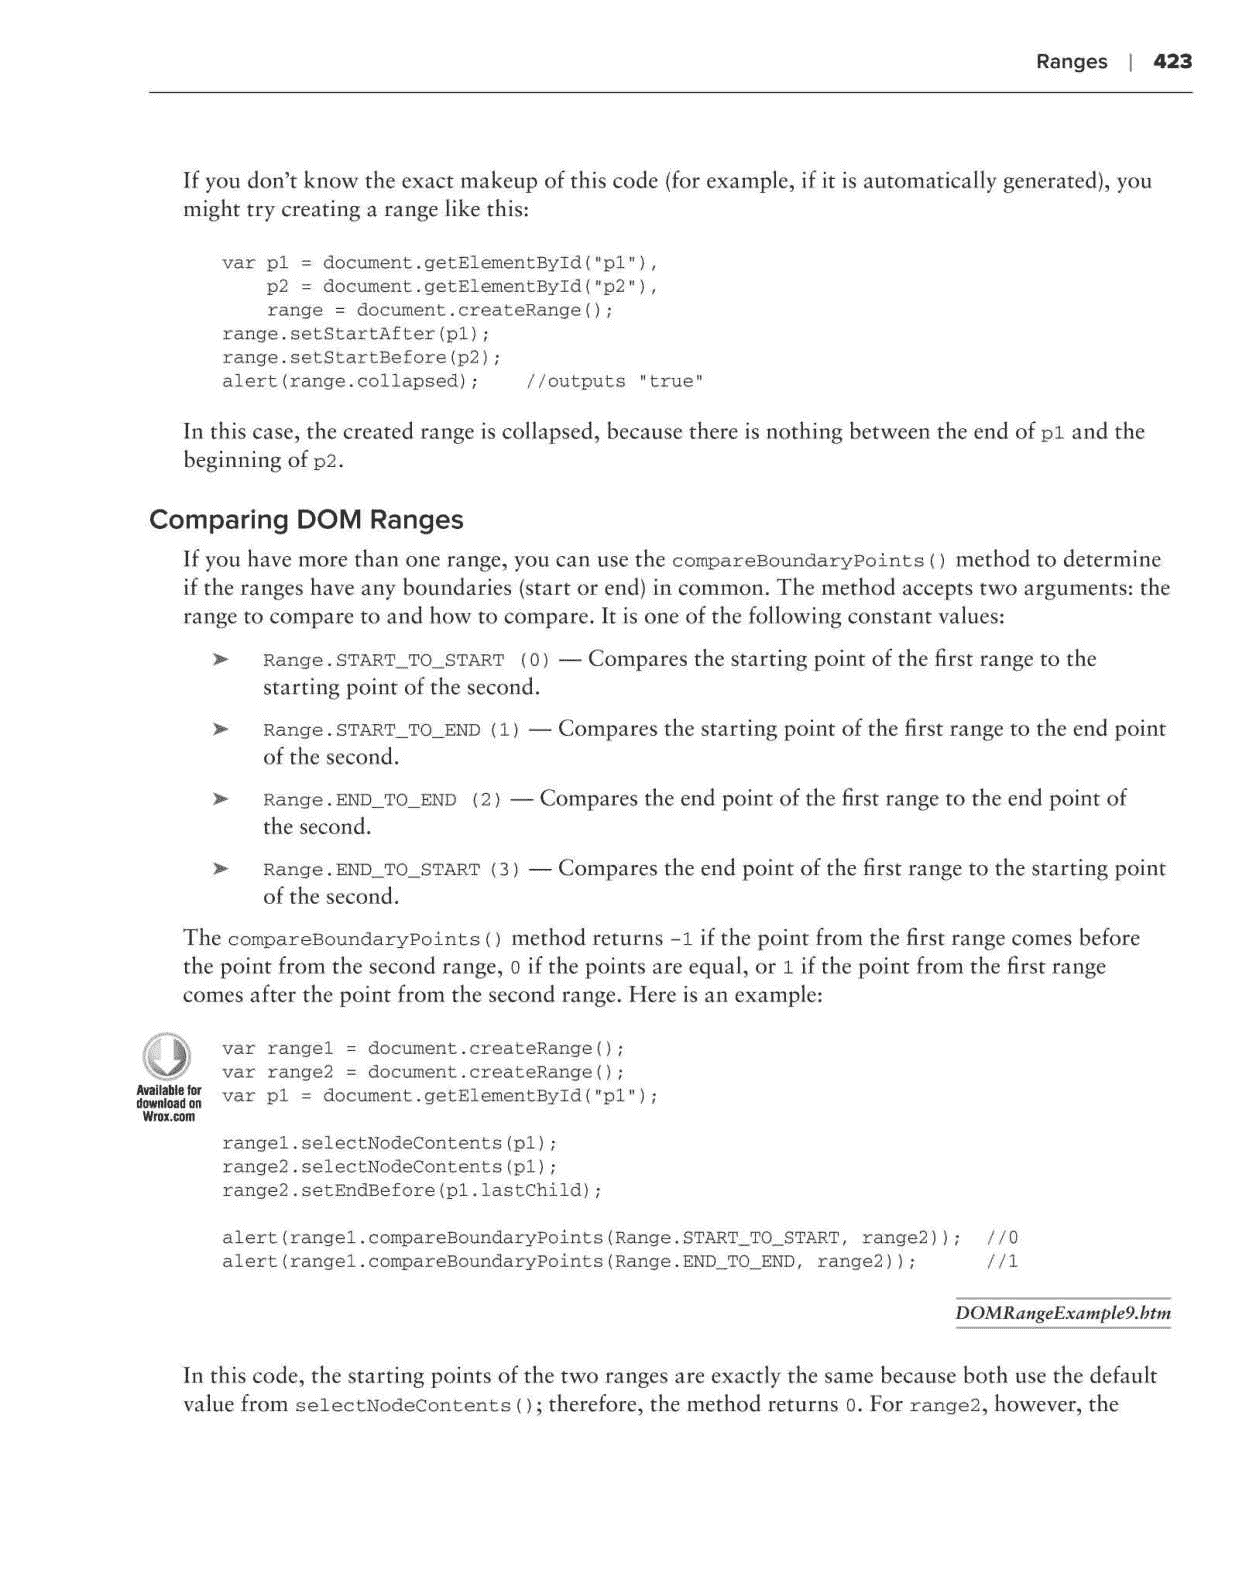 Ranges | 423
If you don't know the exact makeup of this code (for example, if it is automatically generated), you
might try creating a range like this:
var p1 = document.getElementById("p1"),
    p2 = document.getElementById("p2"),
    range = document.createRange();
range.setStartAfter(p1);
range.setStartBefore(p2);
alert(range.collapsed);    //outputs "true"
In this case, the created range is collapsed, because there is nothing between the end of p1 and the
beginning of p2.
Comparing DOM Ranges
If you have more than one range, you can use the compareBoundaryPoints() method to determine
if the ranges have any boundaries (start or end) in common. The method accepts two arguments: the
range to compare to and how to compare. It is one of the following constant values:
➤ Range.START_TO_START (0) — Compares the starting point of the first range to the
starting point of the second.
➤ Range.START_TO_END (1) — Compares the starting point of the first range to the end point
of the second.
➤ Range.END_TO_END (2) — Compares the end point of the first range to the end point of
the second.
➤ Range.END_TO_START (3) — Compares the end point of the first range to the starting point
of the second.
The compareBoundaryPoints() method returns -1 if the point from the first range comes before
the point from the second range, 0 if the points are equal, or 1 if the point from the first range
comes after the point from the second range. Here is an example:
Available for
download on
Wrox.com
var range1 = document.createRange();
var range2 = document.createRange();
var p1 = document.getElementById("p1");
range1.selectNodeContents(p1);
range2.selectNodeContents(p1);
range2.setEndBefore(p1.lastChild);
alert(range1.compareBoundaryPoints(Range.START_TO_START, range2));  //0
alert(range1.compareBoundaryPoints(Range.END_TO_END, range2));      //1
DOMRangeExample9.htm
In this code, the starting points of the two ranges are exactly the same because both use the default
value from selectNodeContents(); therefore, the method returns 0. For range2, however, the